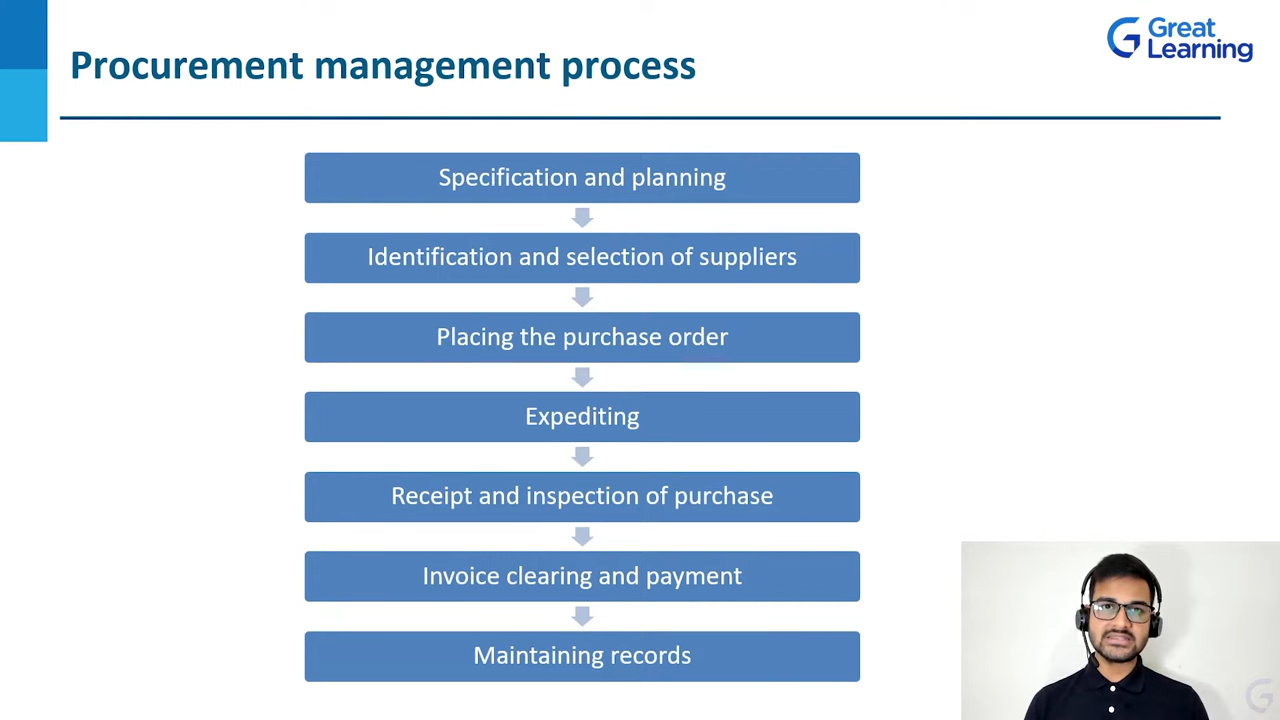 Procurement management process
Great
Learning
Specification and planning
Identification and selection of suppliers
Placing the purchase order
Expediting
Receipt and inspection of purchase
Invoice clearing and payment
Maintaining records